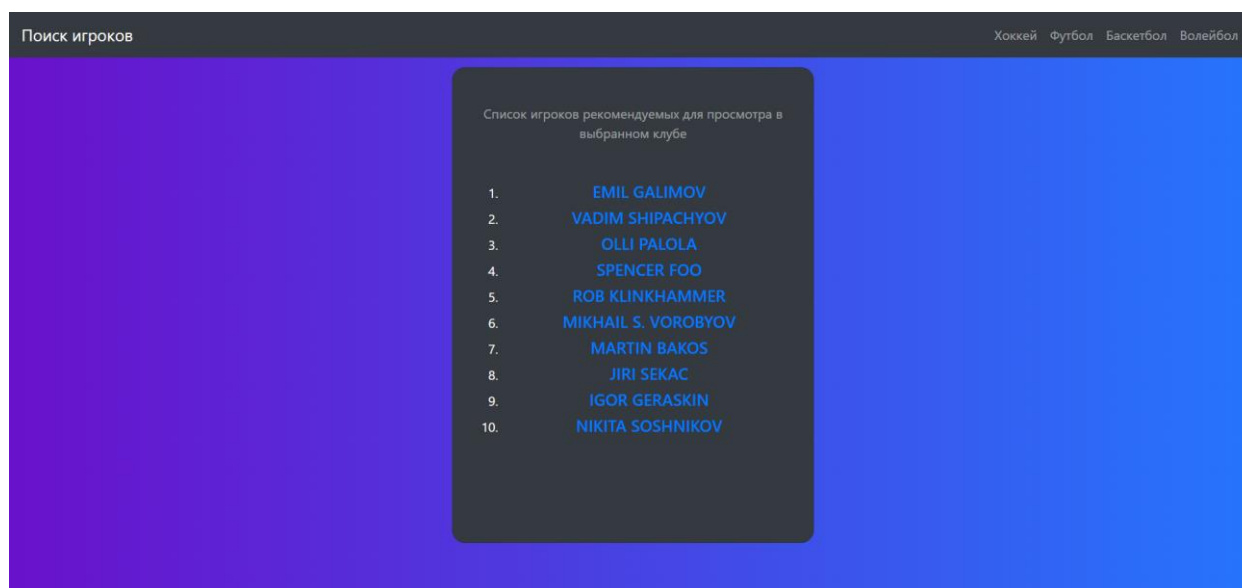 Поиск игроков
Хоккей Футбол Баскетбол Волейбол
Список игроков рекомендуемых для просмотра в
выбранном клубе
1. EMIL GALIMOV
2. VADIM SHIPACHYOV
3. OLLI PALOLA
4. SPENCER FOO
5. ROB KLINKHAMMER
6. MIKHAIL S. VOROBYOV
7. MARTIN BAKOS
8. JIRI SEKAC
9. IGOR GERASKIN
10. NIKITA SOSHNIKOV